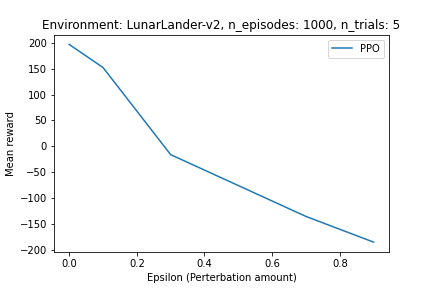 Environment: LunarLander-v2, n_episodes: 1000, n_trials: 5
PPO
200
150
100
50
0
−50
−100
−150
−200
Mean reward
0.0 0.2 0.4 0.6 0.8
Epsilon (Perterbation amount)